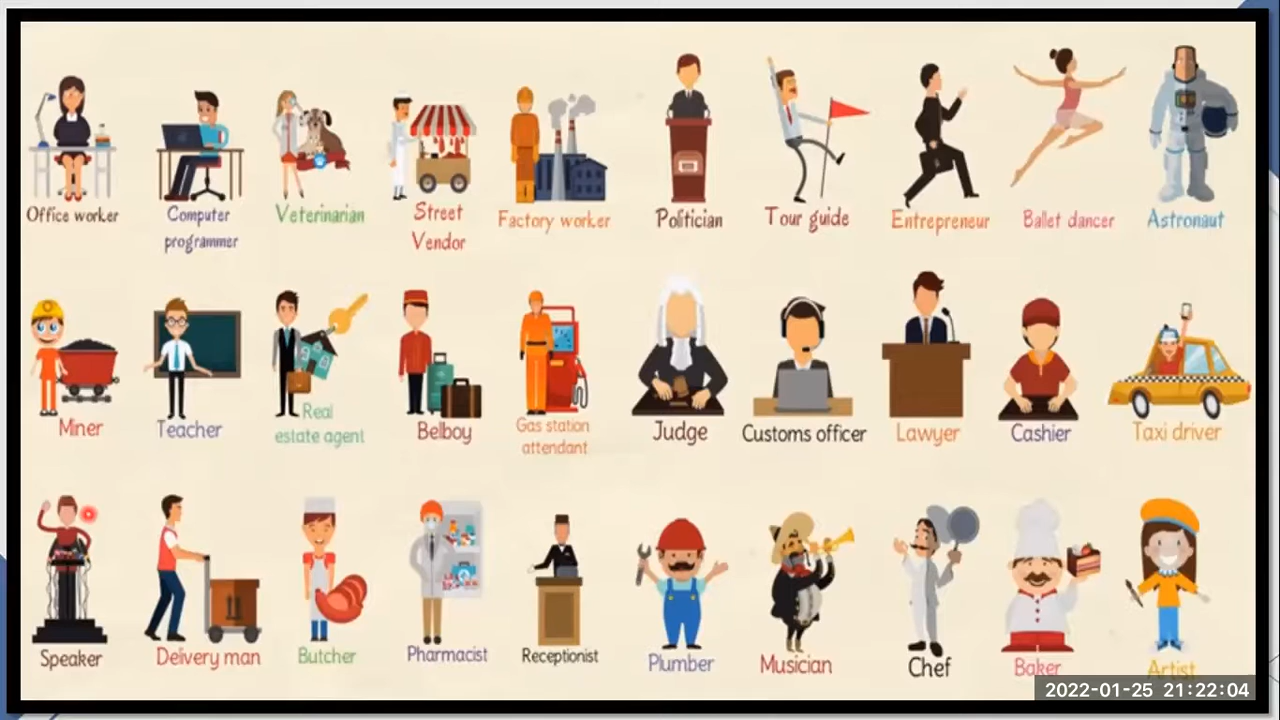 Office worker
Computer
programmer
Veterinarian
Street
Vendor
Factory worker
Politician
Tour guide
Entrepreneur
Ballet dancer
Astronaut
Miner
Teacher
Real
estate agent
Belboy
Gas station
attendant
Judge
Customs officer
Lawyer
Cashier
Taxi driver
Speaker
Delivery man
Butcher
Pharmacist
Receptionist
Plumber
Musician
Chef
Baker
Artist
2022-01-25 21:22:04